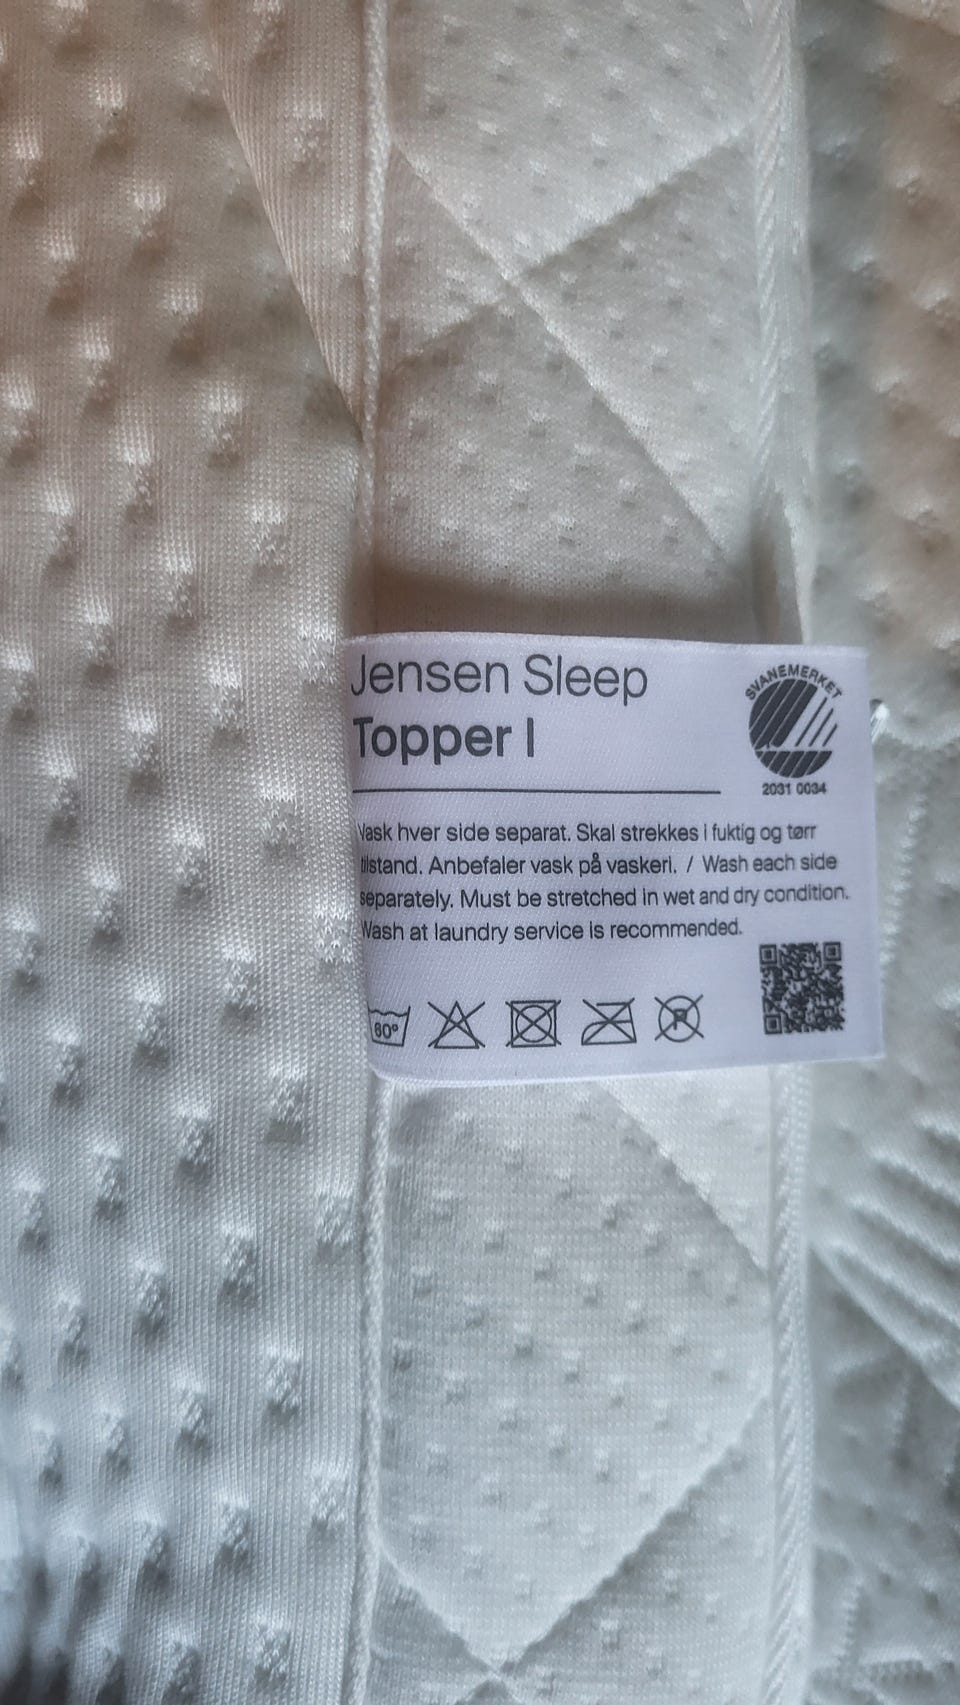 Jensen Sleep
Topper I
SVANEMERKET
2031 0034
Vask hver side separat. Skal strekkes i fuktig og tørr
tilstand. Anbefaler vask på vaskeri. / Wash each side
separately. Must be stretched in wet and dry condition.
Wash at laundry service is recommended.
60°
P